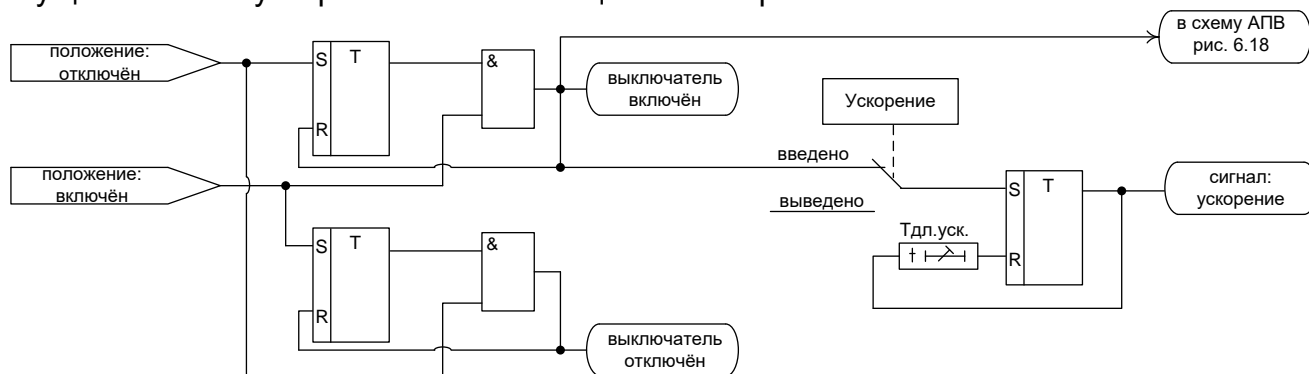 положение:
отключён
S
T
&
R
в схему АПВ
рис. 6.18
выключатель
включён
Ускорение
положение:
включён
введено
выведено
S
T
сигнал:
ускорение
Tдл.уск.
R
S
T
&
R
выключатель
отключён